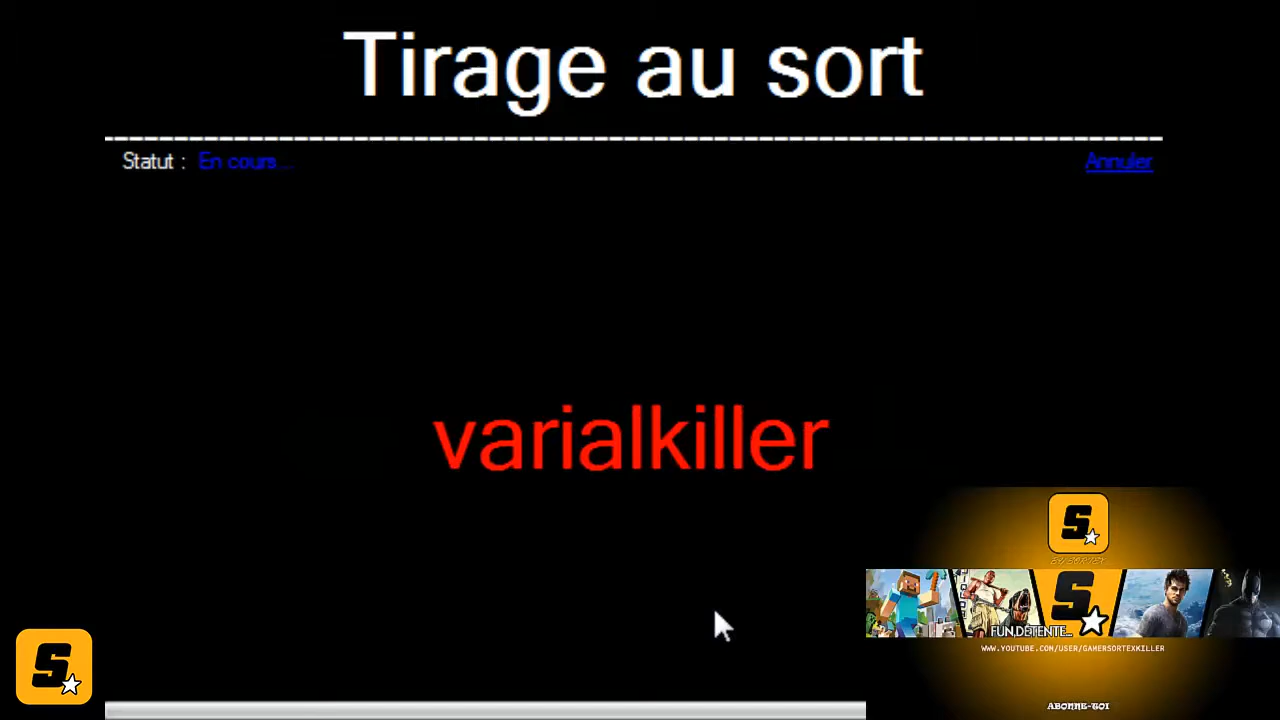 Tirage au sort
Statut : En cours...
Annuler
varialkiller
S
S
FUN,DETENTE...
WWW.YOUTUBE.COM/USER/GAMERSORTEXKILLER
ABONNE-TOI
S